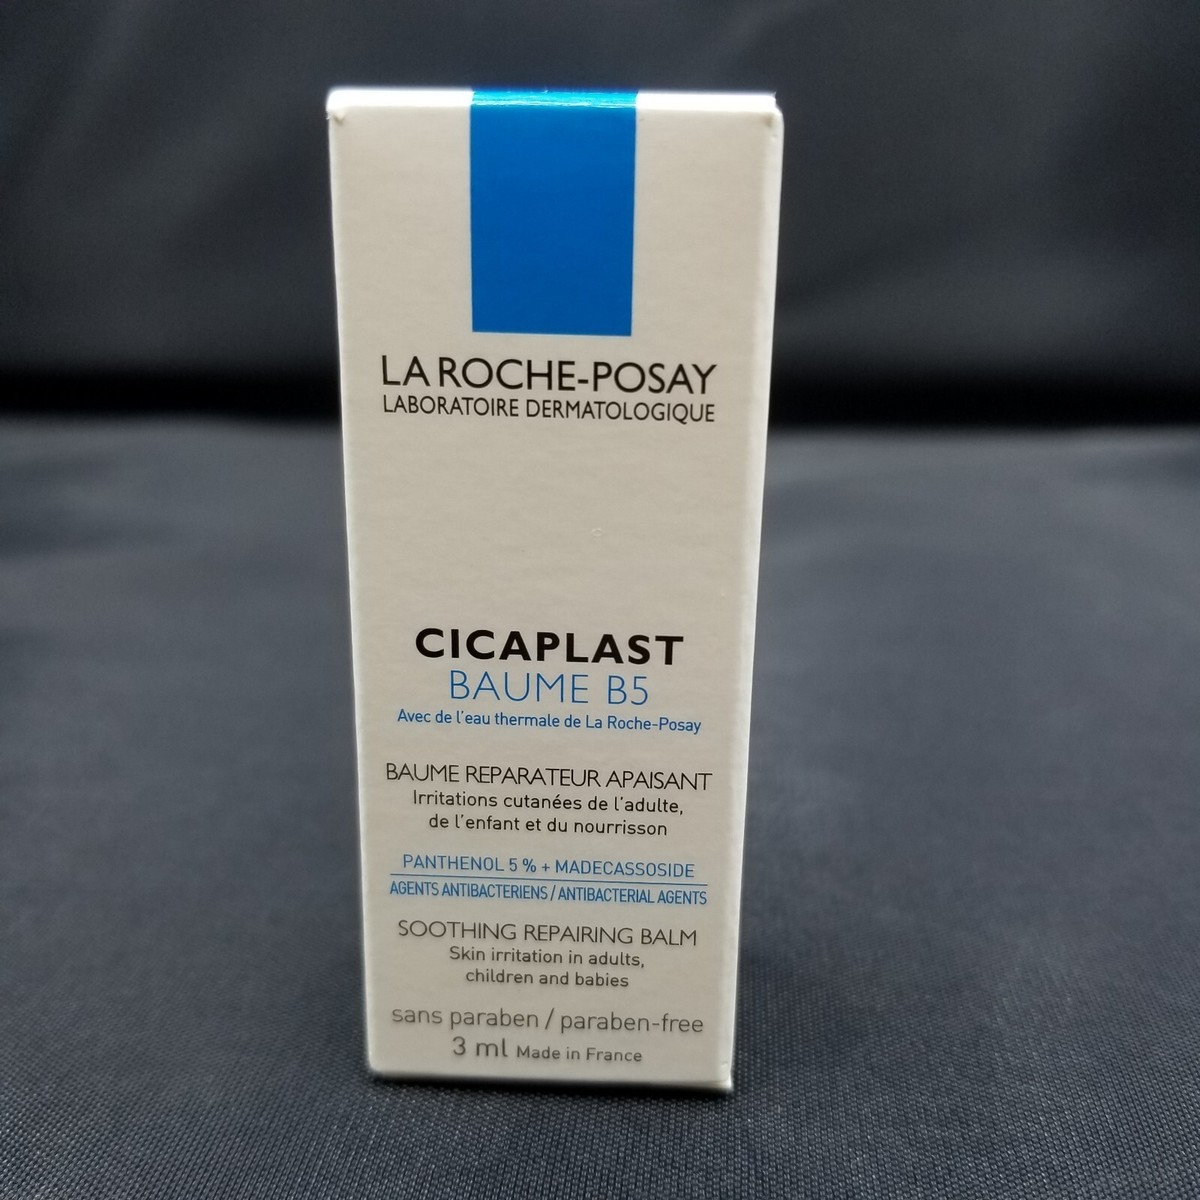 LA ROCHE-POSAY
LABORATOIRE DERMATOLOGIQUE
CICAPLAST
BAUME B5
Avec de l'eau thermale de La Roche-Posay
BAUME REPARATEUR APAISANT
Irritations cutanées de l'adulte,
de l'enfant et du nourrisson
PANTHENOL 5 % + MADECASSOSIDE
AGENTS ANTIBACTERIENS / ANTIBACTERIAL AGENTS
SOOTHING REPAIRING BALM
Skin irritation in adults,
children and babies
sans paraben / paraben-free
3 ml Made in France